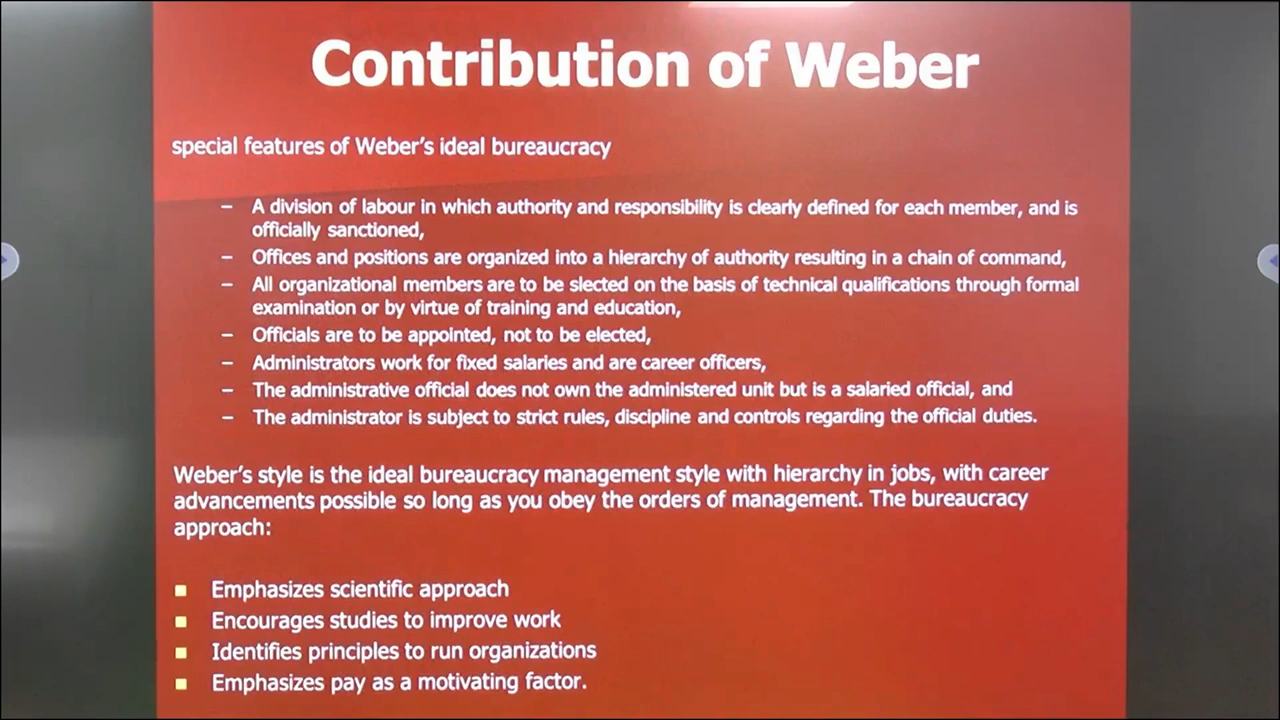 Contribution of Weber
special features of Weber's ideal bureaucracy
– A division of labour in which authority and responsibility is clearly defined for each member, and is
officially sanctioned,
– Offices and positions are organized into a hierarchy of authority resulting in a chain of command,
– All organizational members are to be slected on the basis of technical qualifications through formal
examination or by virtue of training and education,
– Officials are to be appointed, not to be elected,
– Administrators work for fixed salaries and are career officers,
– The administrative official does not own the administered unit but is a salaried official, and
– The administrator is subject to strict rules, discipline and controls regarding the official duties.
Weber's style is the ideal bureaucracy management style with hierarchy in jobs, with career
advancements possible so long as you obey the orders of management. The bureaucracy
approach:
■ Emphasizes scientific approach
■ Encourages studies to improve work
■ Identifies principles to run organizations
■ Emphasizes pay as a motivating factor.